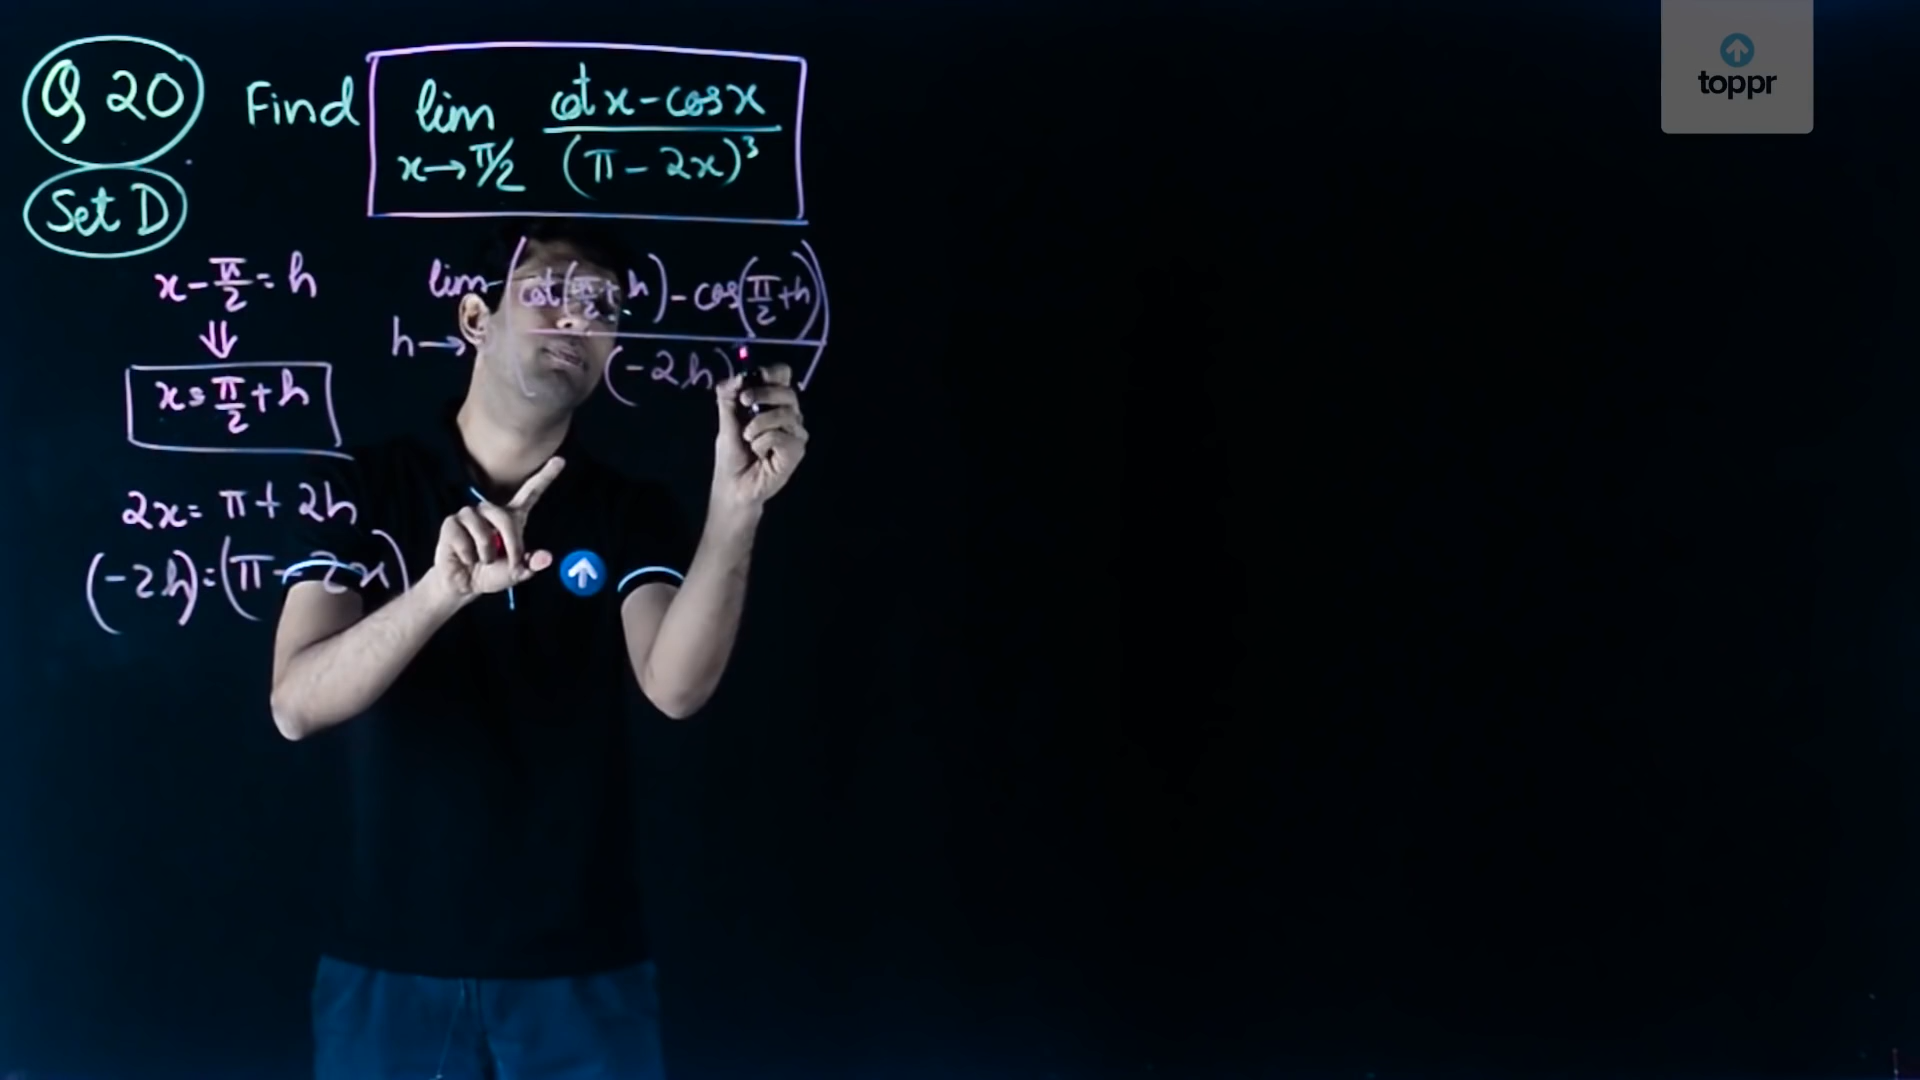 Q 20 Find lim cot x - cos x
x→π/2 (π - 2x)³
Set D
x - π/2 = h
⇓
x = π/2 + h
2x = π + 2h
(-2h) = (π - 2x)
lim (cot(π/2 + h) - cos(π/2 + h))
h→ (-2h)
toppr